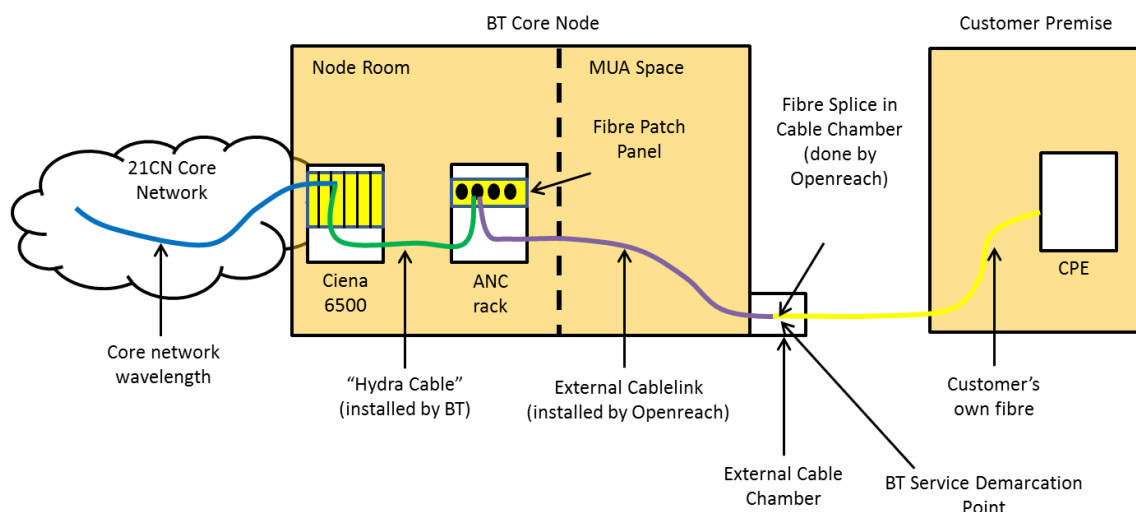 BT Core Node
Customer Premise
Node Room
MUA Space
Fibre Splice in
Cable Chamber
(done by
Openreach)
Fibre Patch
Panel
21CN Core
Network
Ciena
6500
ANC
rack
CPE
Core network
wavelength
“Hydra Cable”
(installed by BT)
External Cablelink
(installed by Openreach)
Customer’s
own fibre
External Cable
Chamber
BT Service Demarcation
Point